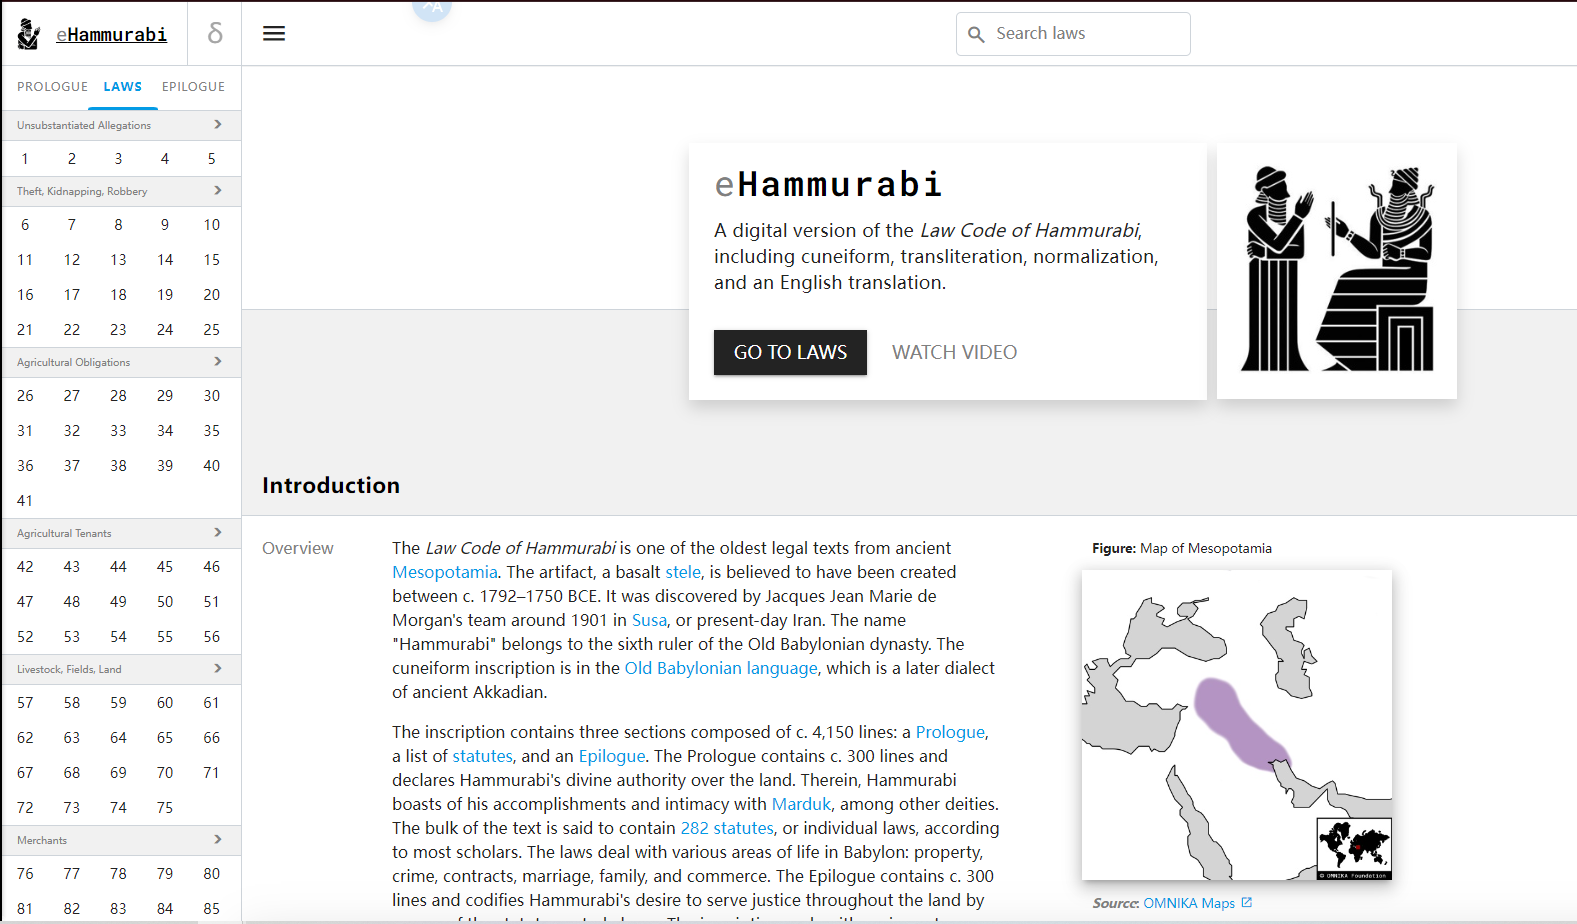 eHammurabi
δ
Search laws
PROLOGUE LAWS EPILOGUE
Unsubstantiated Allegations
1 2 3 4 5
Theft, Kidnapping, Robbery
6 7 8 9 10
11 12 13 14 15
16 17 18 19 20
21 22 23 24 25
Agricultural Obligations
26 27 28 29 30
31 32 33 34 35
36 37 38 39 40
41
Agricultural Tenants
42 43 44 45 46
47 48 49 50 51
52 53 54 55 56
Livestock, Fields, Land
57 58 59 60 61
62 63 64 65 66
67 68 69 70 71
72 73 74 75
Merchants
76 77 78 79 80
81 82 83 84 85
eHammurabi
A digital version of the Law Code of Hammurabi,
including cuneiform, transliteration, normalization,
and an English translation.
GO TO LAWS WATCH VIDEO
Introduction
Overview
The Law Code of Hammurabi is one of the oldest legal texts from ancient
Mesopotamia. The artifact, a basalt stele, is believed to have been created
between c. 1792–1750 BCE. It was discovered by Jacques Jean Marie de
Morgan's team around 1901 in Susa, or present-day Iran. The name
"Hammurabi" belongs to the sixth ruler of the Old Babylonian dynasty. The
cuneiform inscription is in the Old Babylonian language, which is a later dialect
of ancient Akkadian.
The inscription contains three sections composed of c. 4,150 lines: a Prologue,
a list of statutes, and an Epilogue. The Prologue contains c. 300 lines and
declares Hammurabi's divine authority over the land. Therein, Hammurabi
boasts of his accomplishments and intimacy with Marduk, among other deities.
The bulk of the text is said to contain 282 statutes, or individual laws, according
to most scholars. The laws deal with various areas of life in Babylon: property,
crime, contracts, marriage, family, and commerce. The Epilogue contains c. 300
lines and codifies Hammurabi's desire to serve justice throughout the land by
Figure: Map of Mesopotamia
© OMNIKA Foundation
Source: OMNIKA Maps